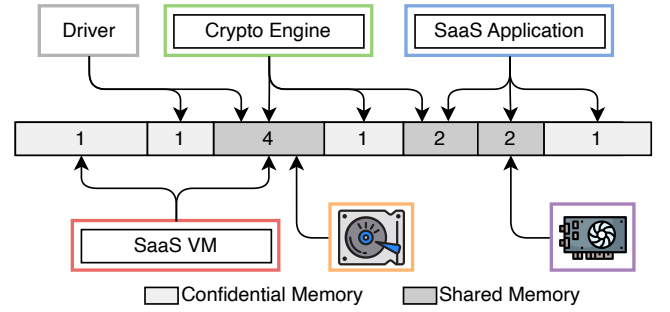 Driver
Crypto Engine
SaaS Application
1 1 4 1 2 2 1
SaaS VM
Confidential Memory Shared Memory